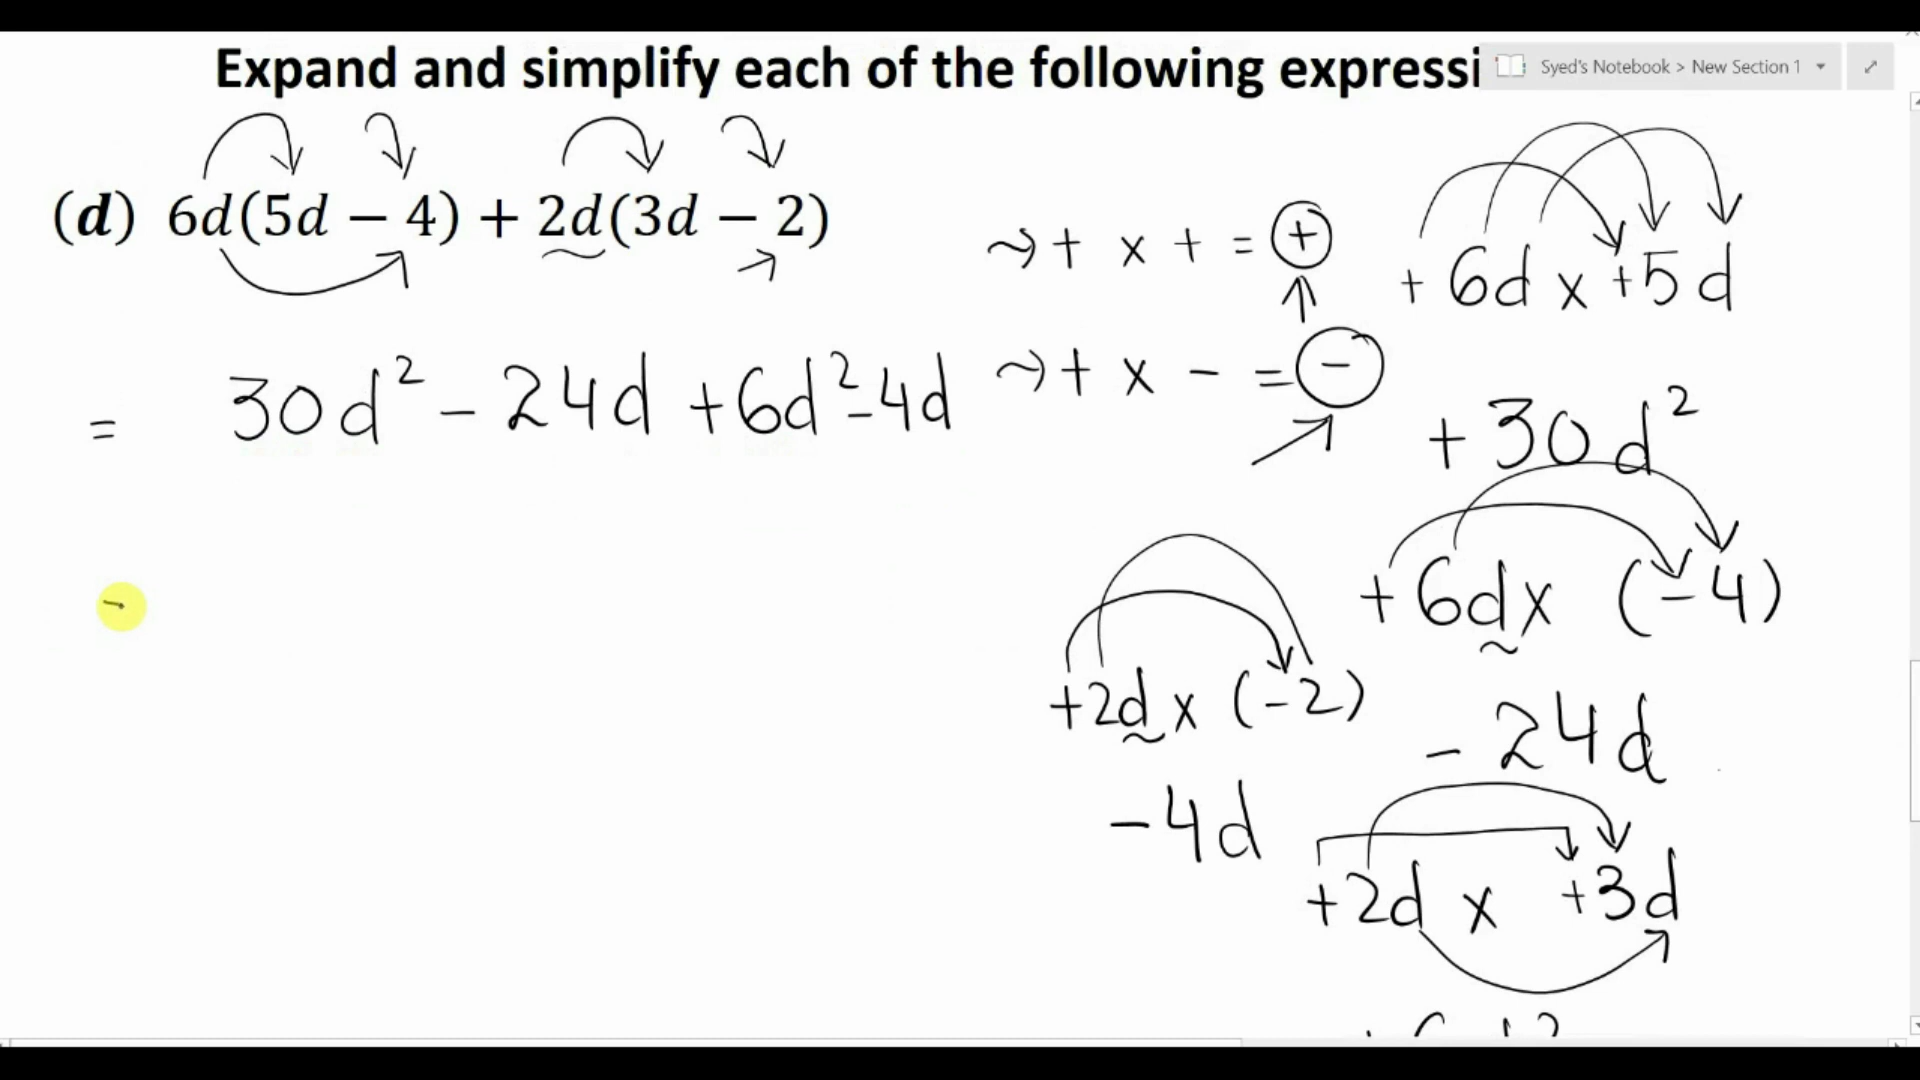 Expand and simplify each of the following expressi
Syed's Notebook > New Section 1
(d) 6d(5d − 4) + 2d(3d − 2)
= 30d² − 24d + 6d² − 4d
+ x + = +
+ x − = −
+ 6d x +5d
+30d²
+6d x (−4)
−24d
+2d x (−2)
−4d
+2d x +3d